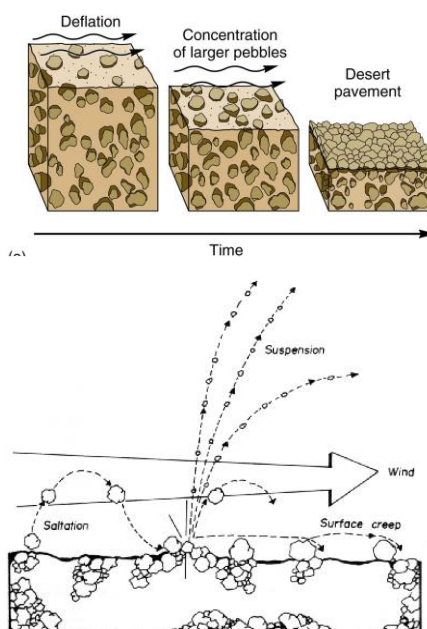 Deflation
Concentration
of larger pebbles
Desert
pavement
Time
Suspension
Wind
Saltation
Surface creep